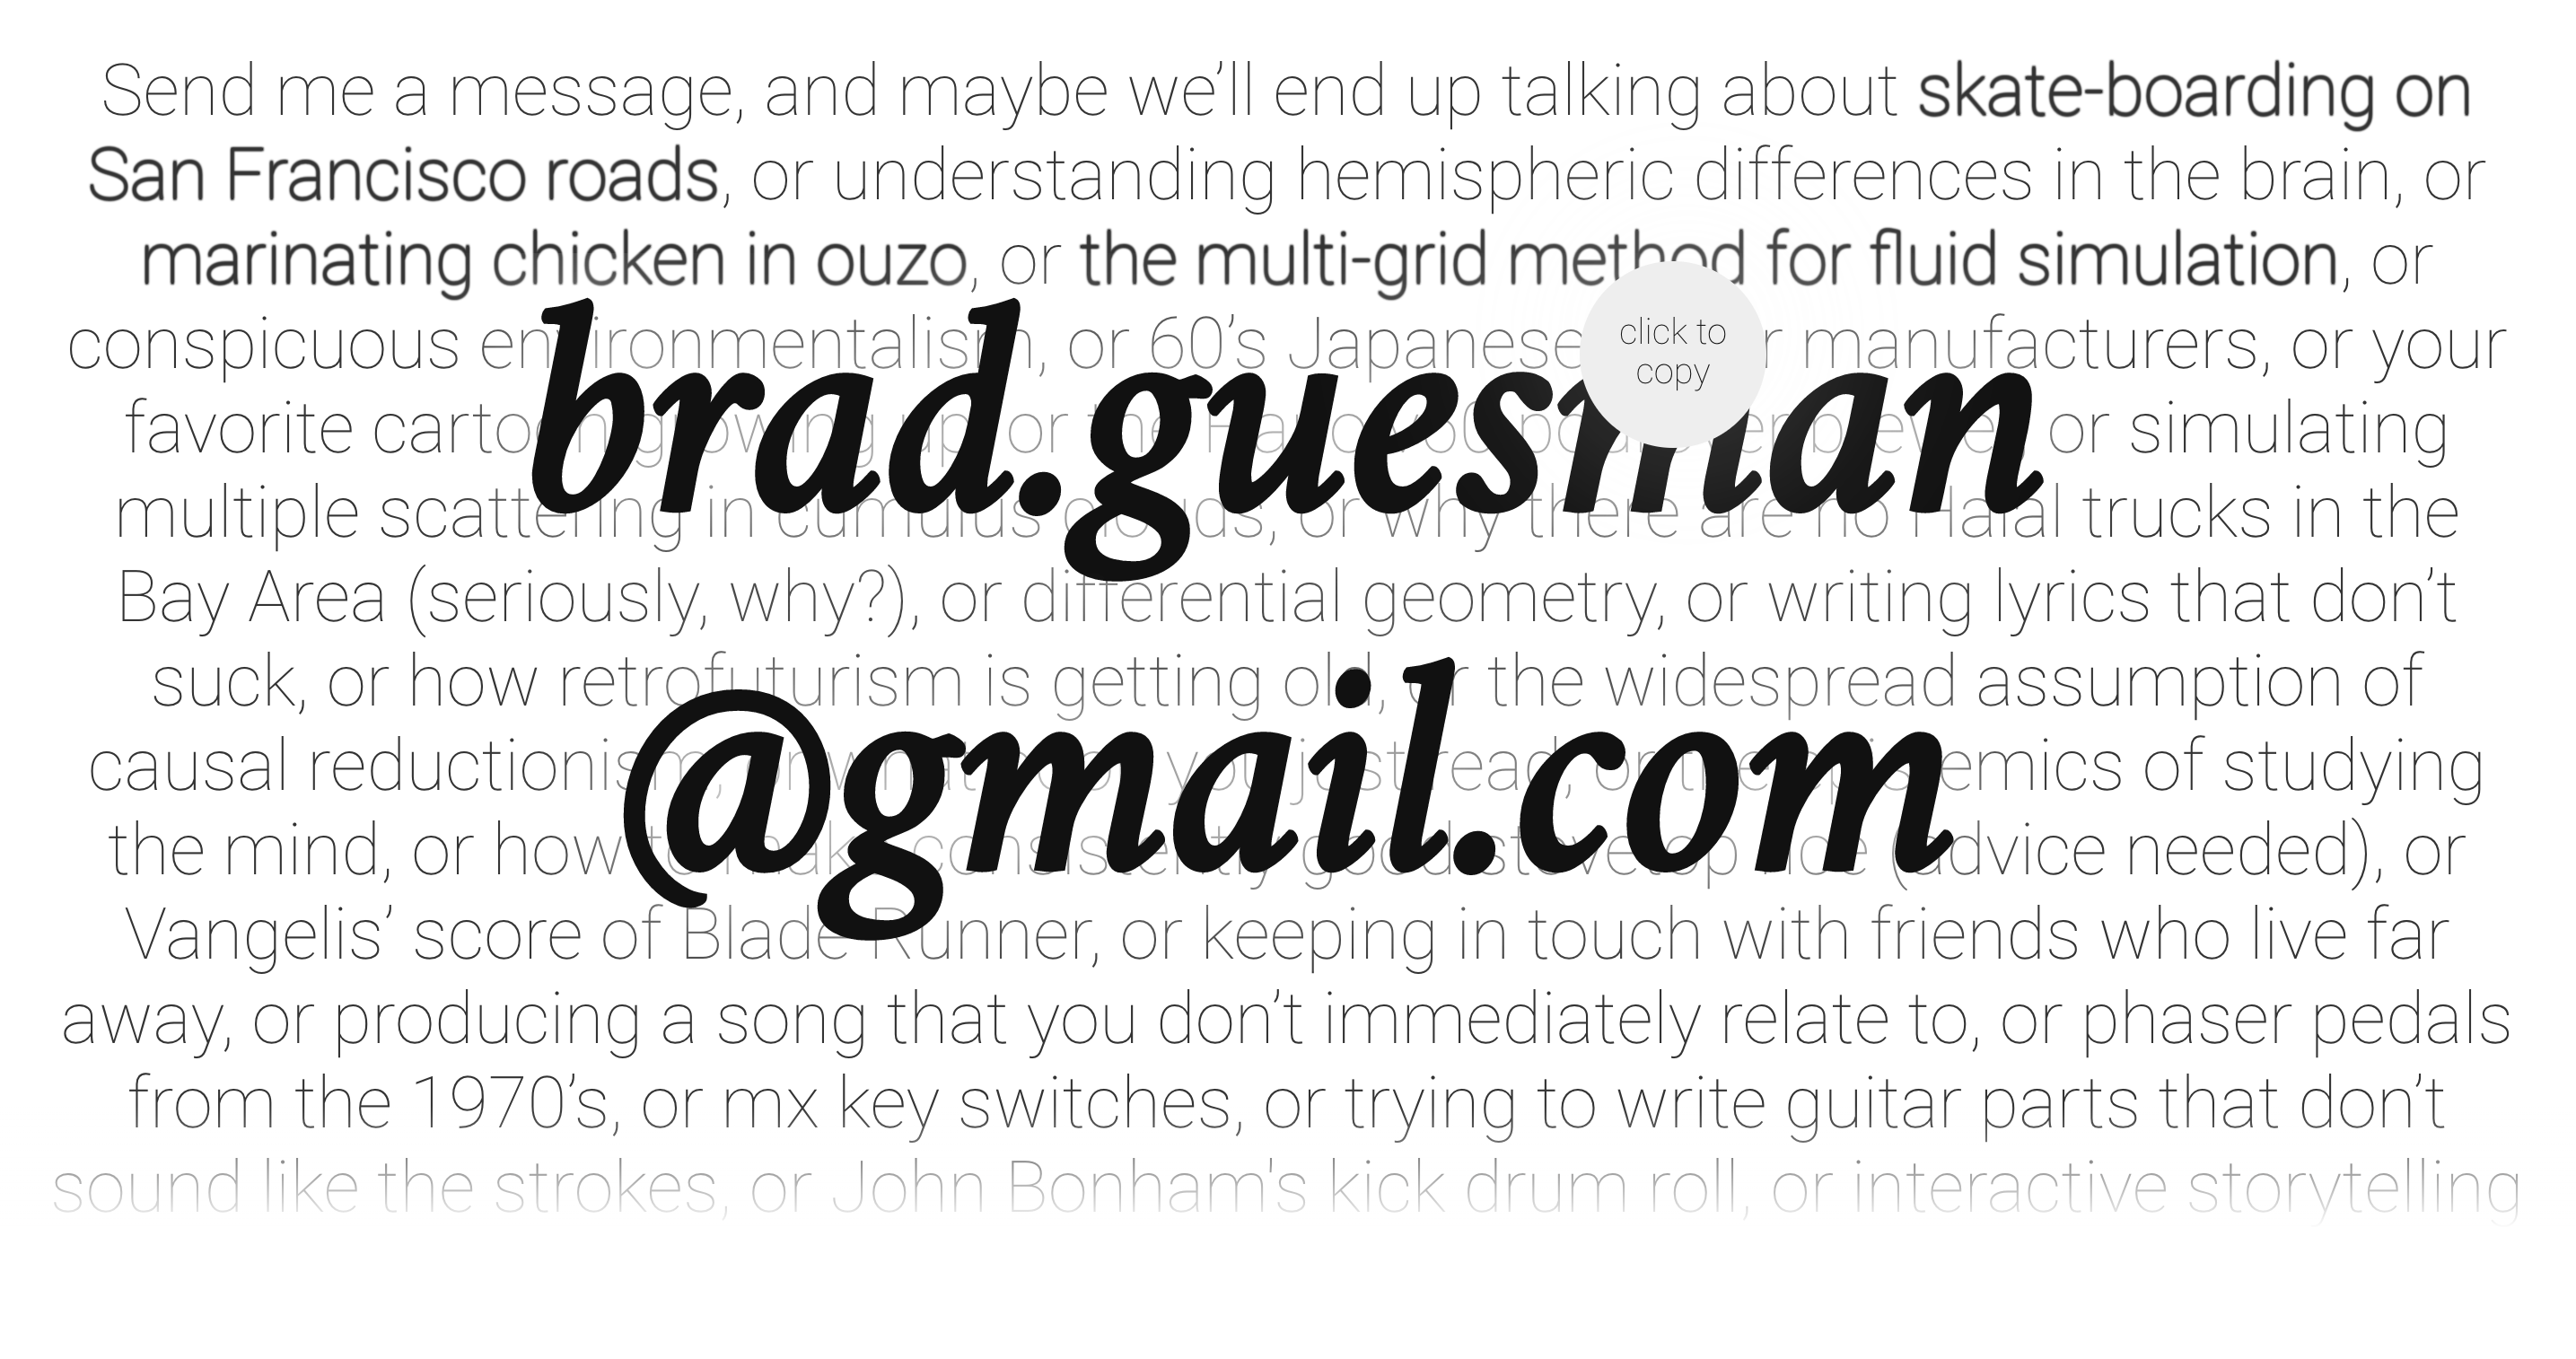 Send me a message, and maybe we’ll end up talking about skate-boarding on
San Francisco roads, or understanding hemispheric differences in the brain, or
marinating chicken in ouzo, or the multi-grid method for fluid simulation, or
click to
copy
conspicuous environmentalism, or 60’s Japanese manufacturers, or your
brad.guesman
favorite cartoon growing up, or the or simulating
multiple scattering in cumulus clouds, or why there are no Halal trucks in the
Bay Area (seriously, why?), or differential geometry, or writing lyrics that don’t
suck, or how retrofuturism is getting old, or the widespread assumption of
@gmail.com
causal reductionism, or what you just read, or the epistemics of studying
the mind, or how to make consistently good stovetop rice (advice needed), or
Vangelis’ score of Blade Runner, or keeping in touch with friends who live far
away, or producing a song that you don’t immediately relate to, or phaser pedals
from the 1970’s, or mx key switches, or trying to write guitar parts that don’t
sound like the strokes, or John Bonham's kick drum roll, or interactive storytelling